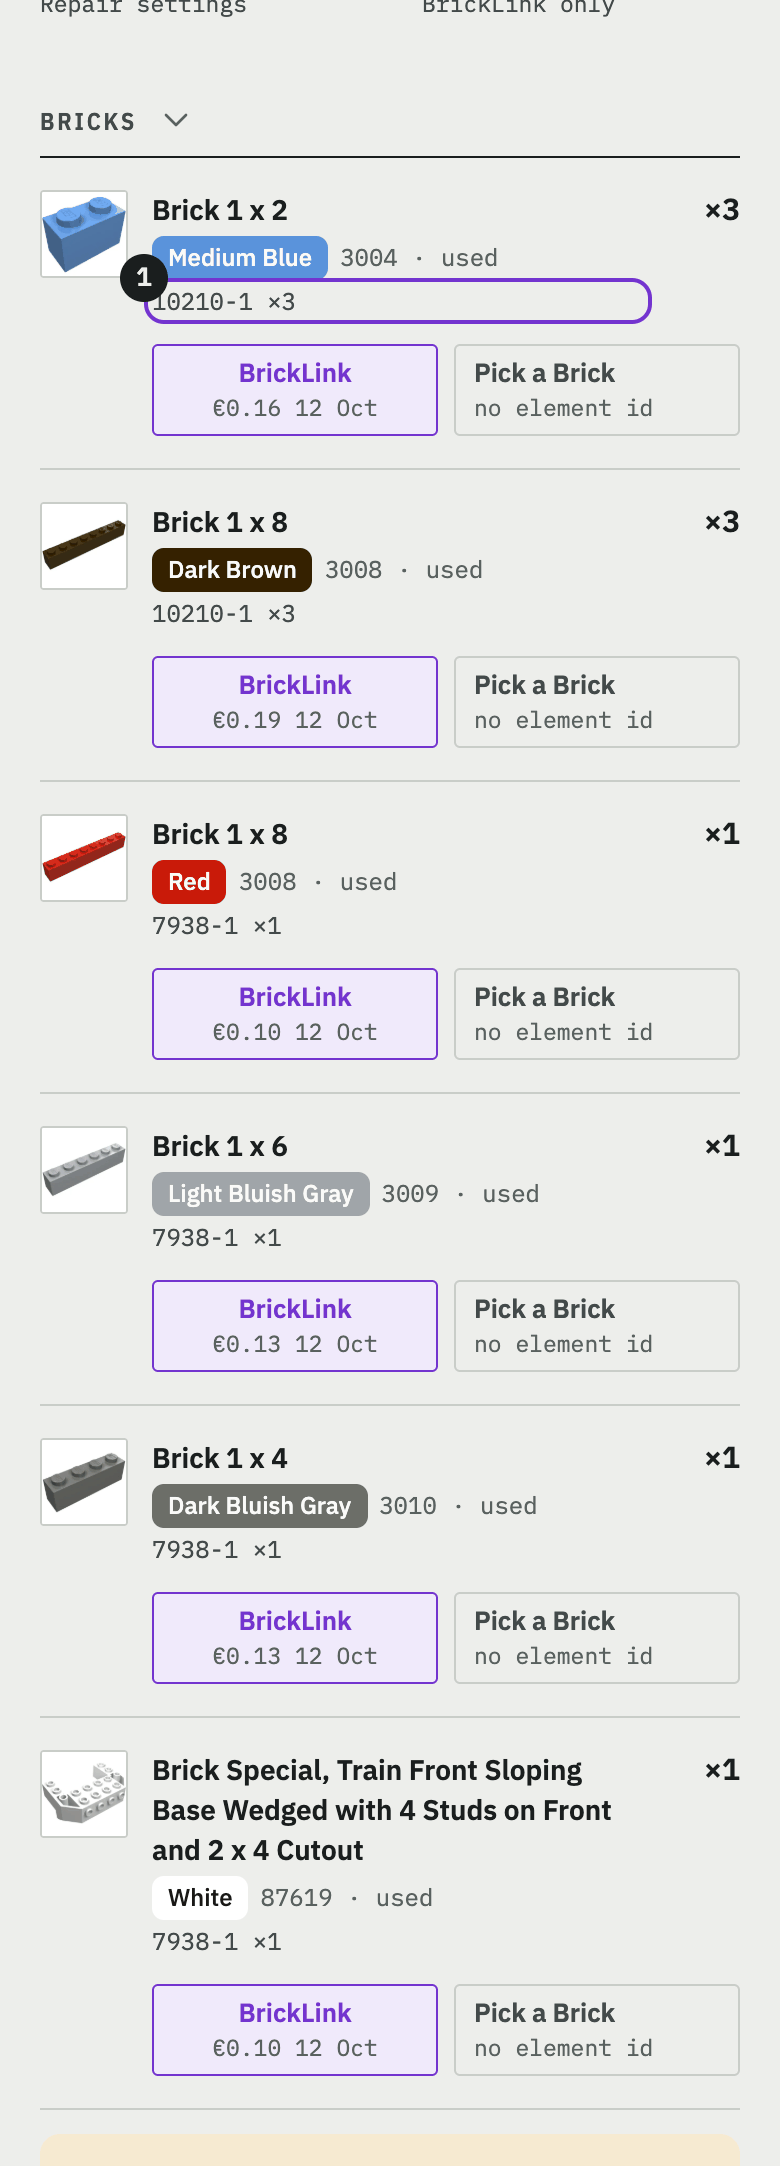 Repair settings
BrickLink only
BRICKS
Brick 1 x 2
×3
Medium Blue 3004 · used
1
10210-1 ×3
BrickLink
€0.16 12 Oct
Pick a Brick
no element id
Brick 1 x 8
×3
Dark Brown 3008 · used
10210-1 ×3
BrickLink
€0.19 12 Oct
Pick a Brick
no element id
Brick 1 x 8
×1
Red 3008 · used
7938-1 ×1
BrickLink
€0.10 12 Oct
Pick a Brick
no element id
Brick 1 x 6
×1
Light Bluish Gray 3009 · used
7938-1 ×1
BrickLink
€0.13 12 Oct
Pick a Brick
no element id
Brick 1 x 4
×1
Dark Bluish Gray 3010 · used
7938-1 ×1
BrickLink
€0.13 12 Oct
Pick a Brick
no element id
Brick Special, Train Front Sloping
×1
Base Wedged with 4 Studs on Front
and 2 x 4 Cutout
White 87619 · used
7938-1 ×1
BrickLink
€0.10 12 Oct
Pick a Brick
no element id